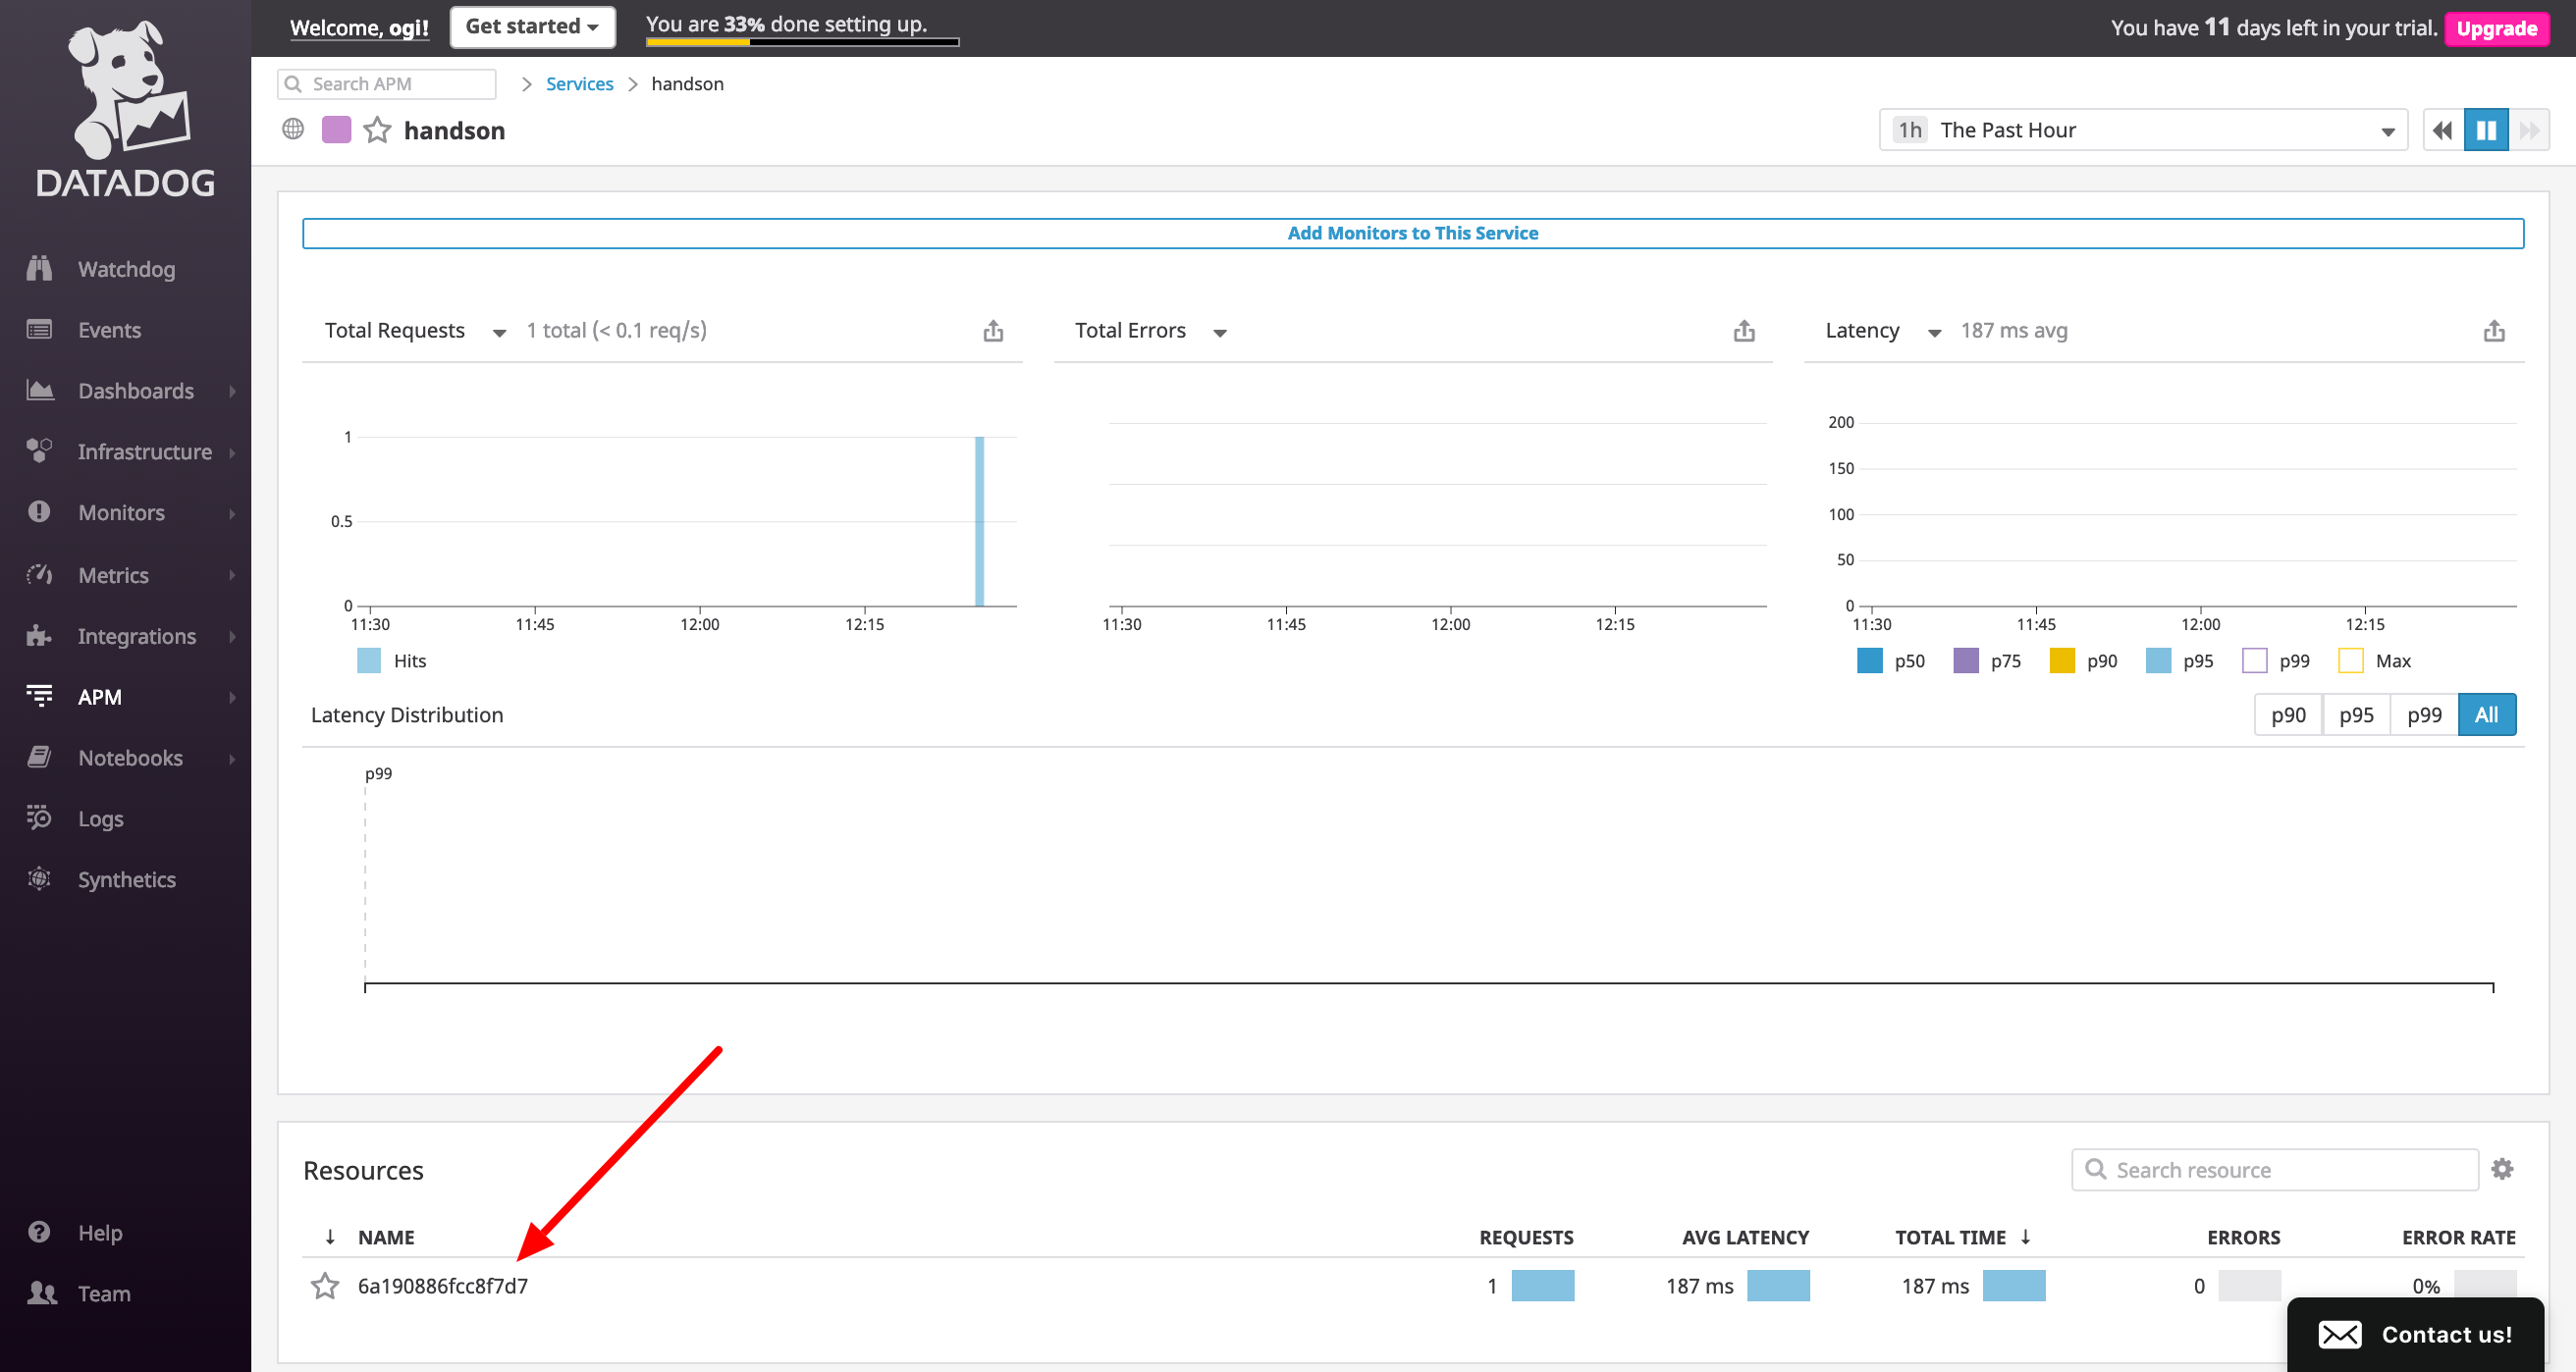 Welcome, ogi!
Get started
You are 33% done setting up.
You have 11 days left in your trial.
Upgrade
DATADOG
Watchdog
Events
Dashboards
Infrastructure
Monitors
Metrics
Integrations
APM
Notebooks
Logs
Synthetics
Help
Team
Search APM > Services > handson
handson
1h The Past Hour
Add Monitors to This Service
Total Requests 1 total (< 0.1 req/s)
1
0.5
0
11:30 11:45 12:00 12:15
Hits
Total Errors
11:30 11:45 12:00 12:15
Latency 187 ms avg
200
150
100
50
0
11:30 11:45 12:00 12:15
p50 p75 p90 p95 p99 Max
Latency Distribution
p90 p95 p99 All
p99
Resources
Search resource
↓ NAME REQUESTS AVG LATENCY TOTAL TIME ↓ ERRORS ERROR RATE
6a190886fcc8f7d7 1 187 ms 187 ms 0 0%
Contact us!